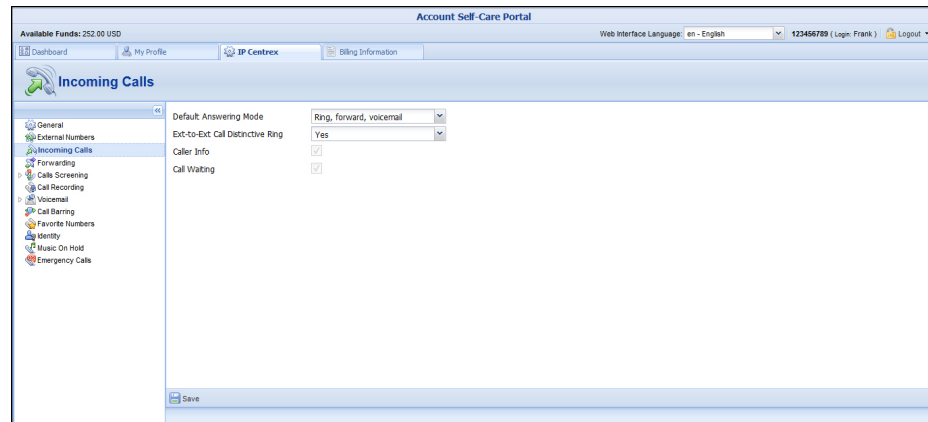 Account Self-Care Portal
Available Funds: 252.00 USD Web Interface Language: en - English 123456789 ( Login: Frank ) Logout
Dashboard My Profile IP Centrex Billing Information
Incoming Calls
General
External Numbers
Incoming Calls
Forwarding
Calls Screening
Call Recording
Voicemail
Call Barring
Favorite Numbers
Identity
Music On Hold
Emergency Calls
Default Answering Mode Ring, forward, voicemail
Ext-to-Ext Call Distinctive Ring Yes
Caller Info
Call Waiting
Save